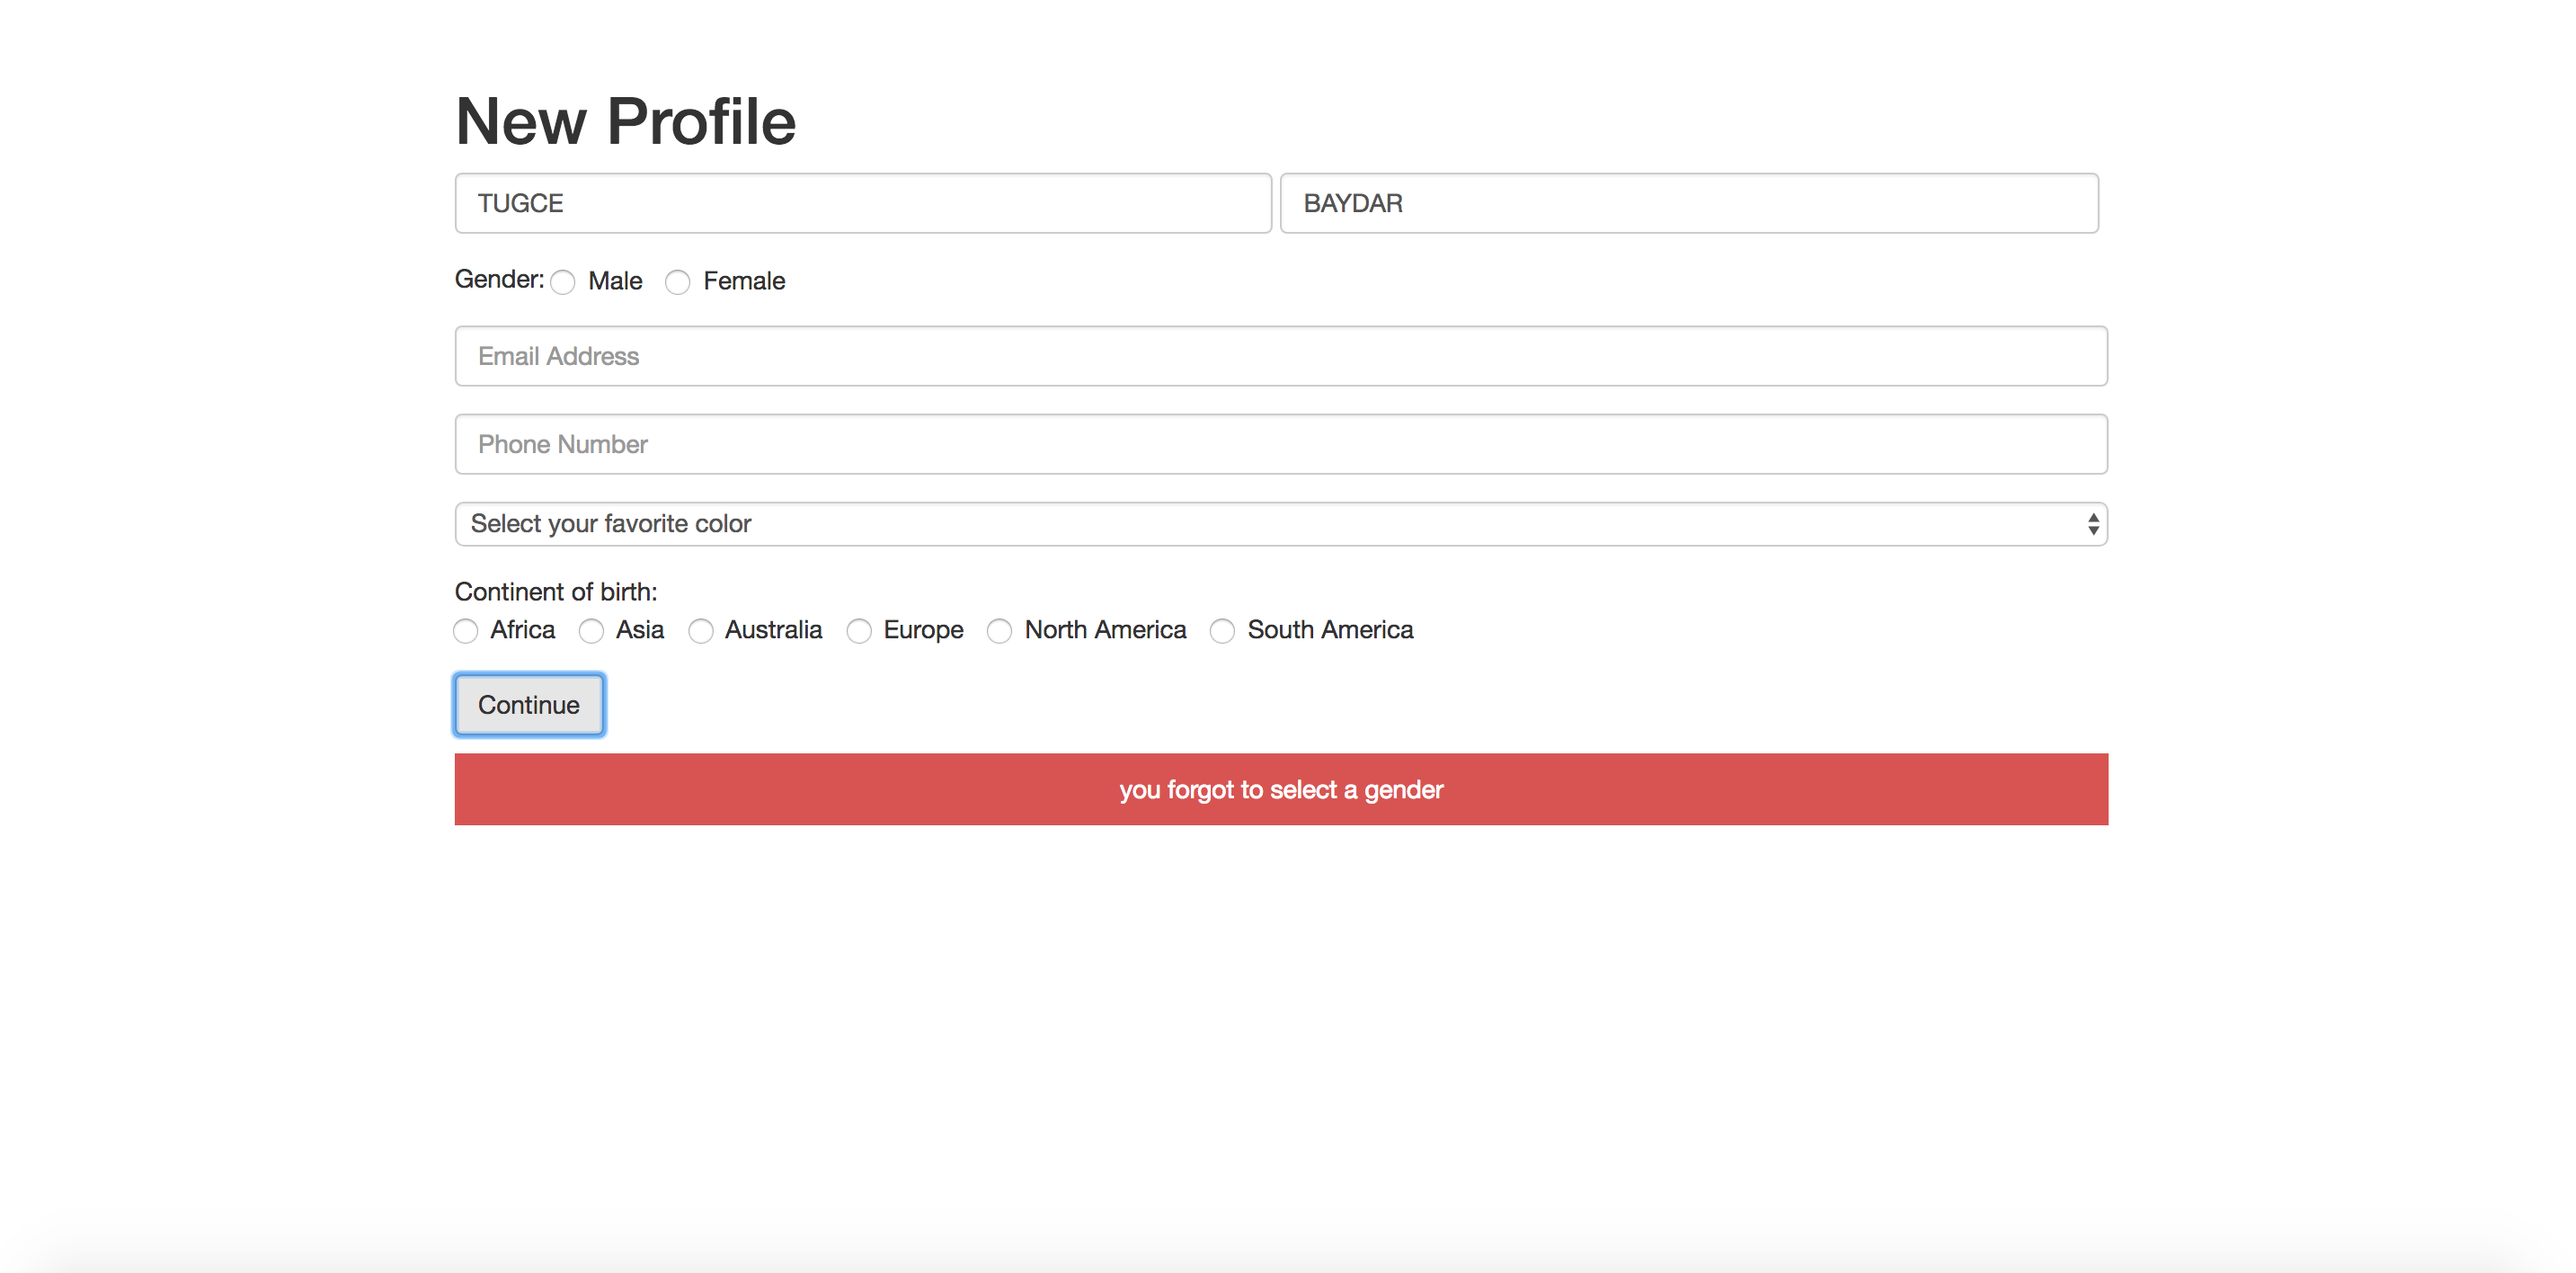 New Profile
TUGCE BAYDAR
Gender: Male Female
Email Address
Phone Number
Select your favorite color
Continent of birth:
Africa Asia Australia Europe North America South America
Continue
you forgot to select a gender